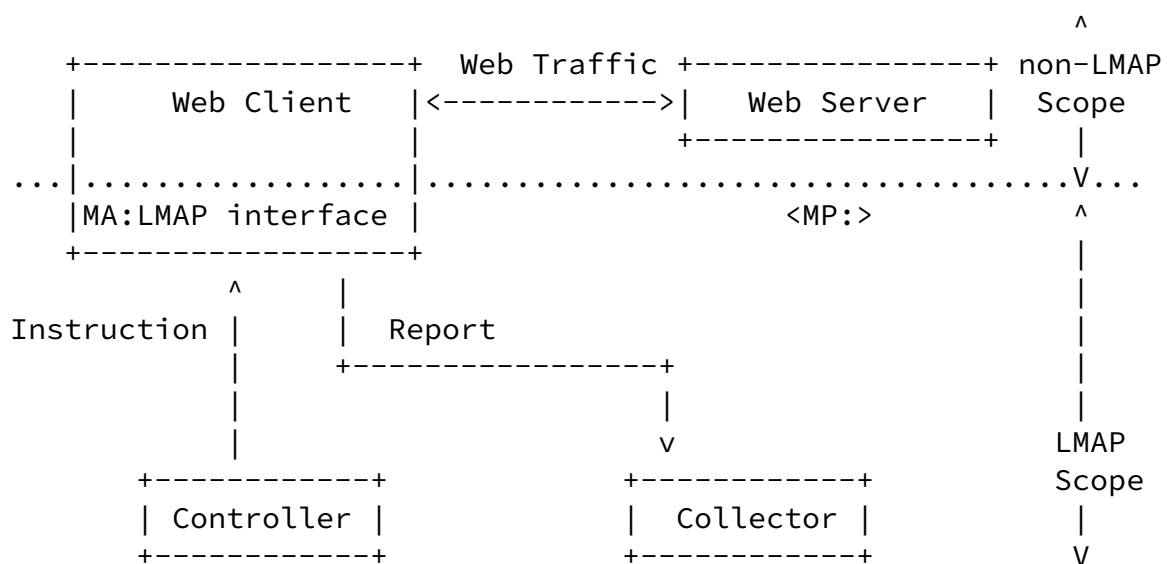 ^
   +------------------+  Web Traffic +----------------+ non-LMAP
   |     Web Client   |<------------>|   Web Server   |  Scope
   |                  |              +----------------+    |
...|..................|....................................V...
   |MA:LMAP interface |                    <MP:>           ^
   +------------------+                                    |
            ^     |                                        |
Instruction |     |  Report                                |
            |     +-----------------+                      |
            |                       |                      |
            |                       v                     LMAP
       +------------+             +------------+          Scope
       | Controller |             |  Collector |           |
       +------------+             +------------+           V